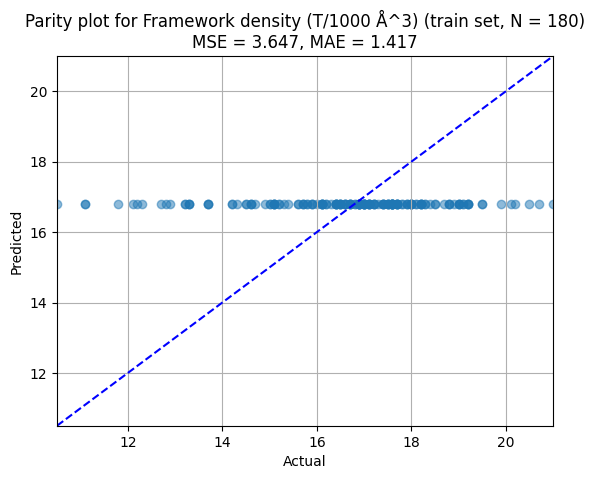 Parity plot for Framework density (T/1000 Å^3) (train set, N = 180)
MSE = 3.647, MAE = 1.417
20
18
16
14
12
Predicted
12
14
16
18
20
Actual